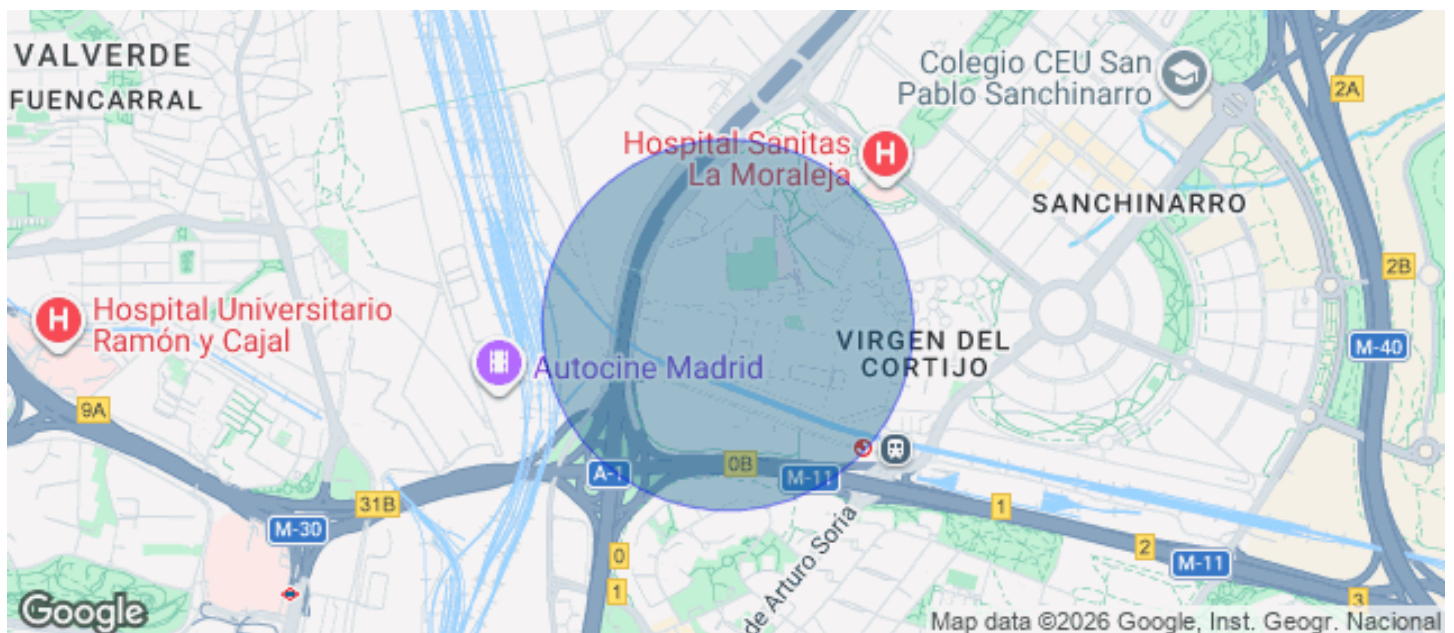 VALVERDE
FUENCARRAL
Colegio CEU San
Pablo Sanchinarro
2A
Hospital Sanitas
La Moraleja
H
SANCHINARRO
2B
H
Hospital Universitario
Ramón y Cajal
VIRGEN DEL
CORTIJO
M-40
Autocine Madrid
9A
0B
A-1
M-11
31B
M-30
1
de Arturo Soria
2
0
M-11
1
3
Google
Map data ©2026 Google, Inst. Geogr. Nacional